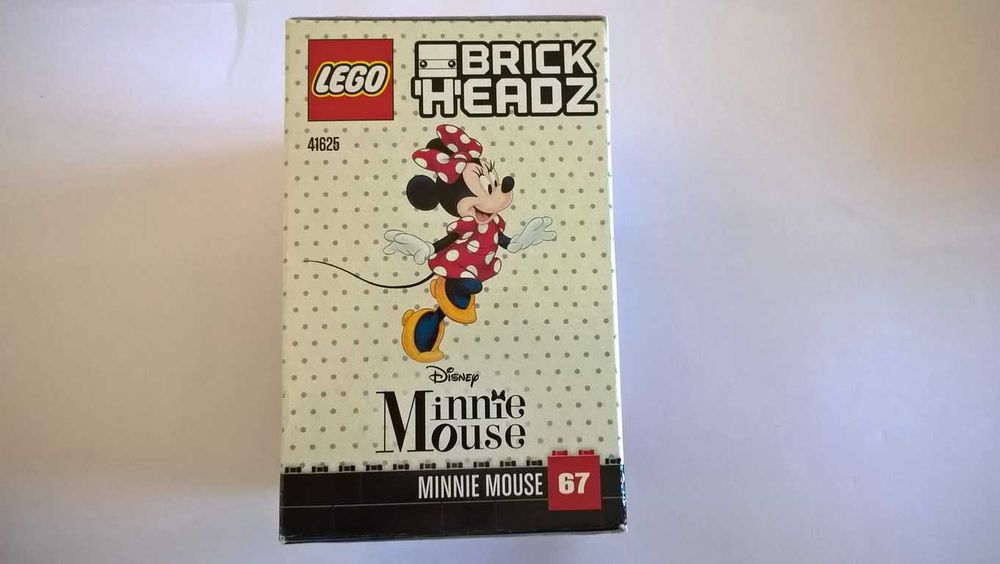 LEGO
BRICK
HEADZ
41625
Disney
Minnie
Mouse
MINNIE MOUSE 67